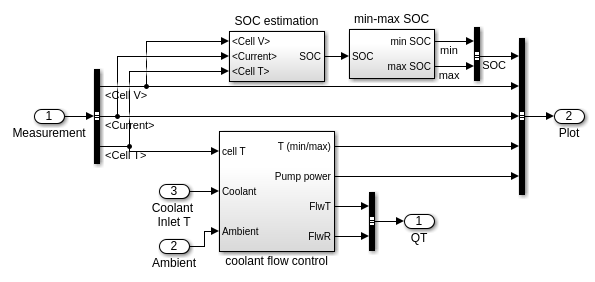 SOC estimation
min-max SOC
<Cell V>
<Current>
<Cell T>
SOC
SOC
min SOC
max SOC
min
max
SOC
<Cell V>
<Current>
<Cell T>
1
Measurement
2
Plot
cell T
Coolant
Ambient
T (min/max)
Pump power
FlwT
FlwR
coolant flow control
3
Coolant
Inlet T
2
Ambient
1
QT